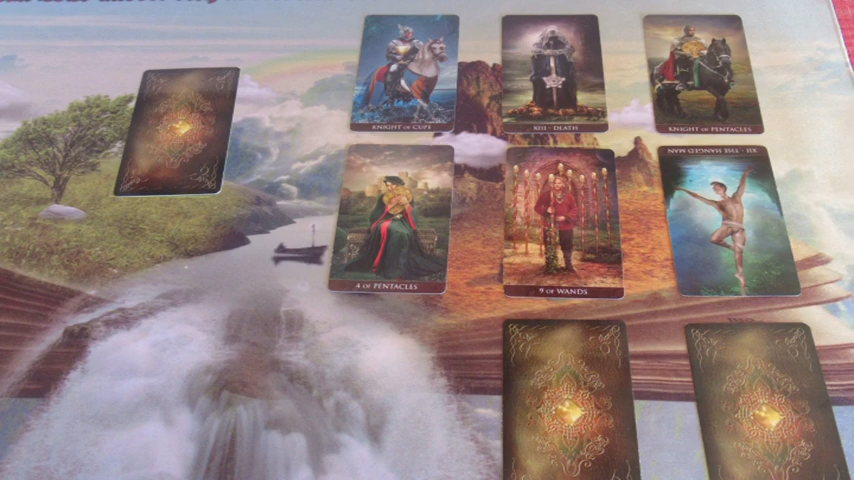 KNIGHT OF CUPS
XIII - DEATH
KNIGHT OF PENTACLES
4 OF PENTACLES
9 OF WANDS
XII - THE HANGED MAN